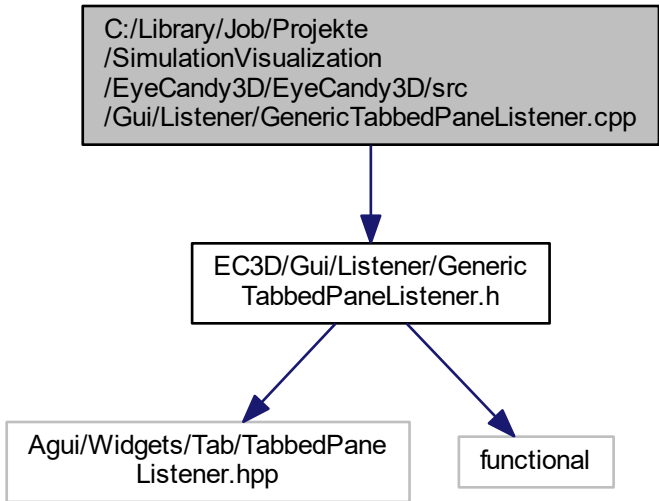 C:/Library/Job/Projekte
/SimulationVisualization
/EyeCandy3D/EyeCandy3D/src
/Gui/Listener/GenericTabbedPaneListener.cpp
EC3D/Gui/Listener/Generic
TabbedPaneListener.h
Agui/Widgets/Tab/TabbedPane
Listener.hpp
functional